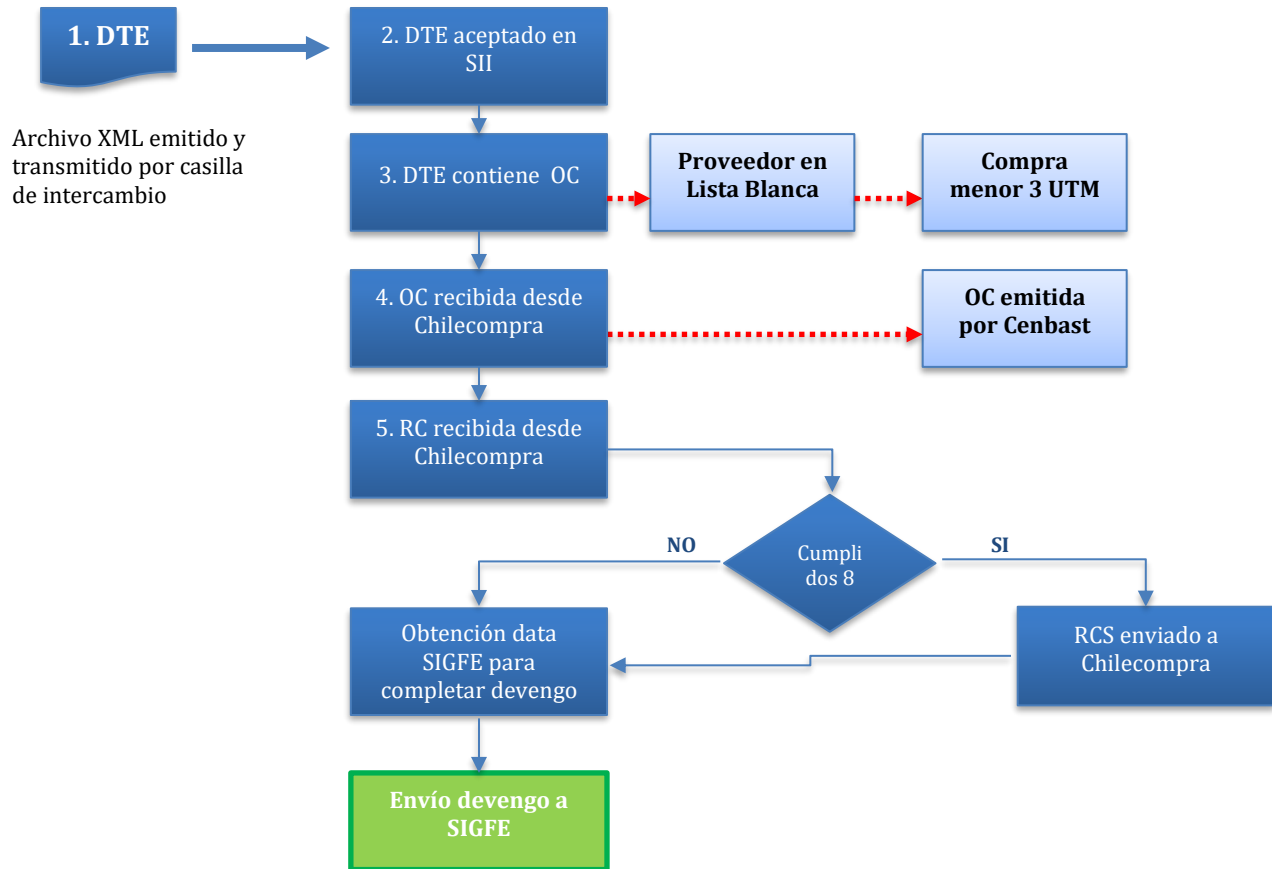 1. DTE
2. DTE aceptado en
SII
Archivo XML emitido y
transmitido por casilla
de intercambio
3. DTE contiene  OC
Proveedor en
Lista Blanca
Compra
menor 3 UTM
4. OC recibida desde
Chilecompra
OC emitida
por Cenbast
5. RC recibida desde
Chilecompra
NO
Cumpli
dos 8
SI
Obtención data
SIGFE para
completar devengo
RCS enviado a
Chilecompra
Envío devengo a
SIGFE